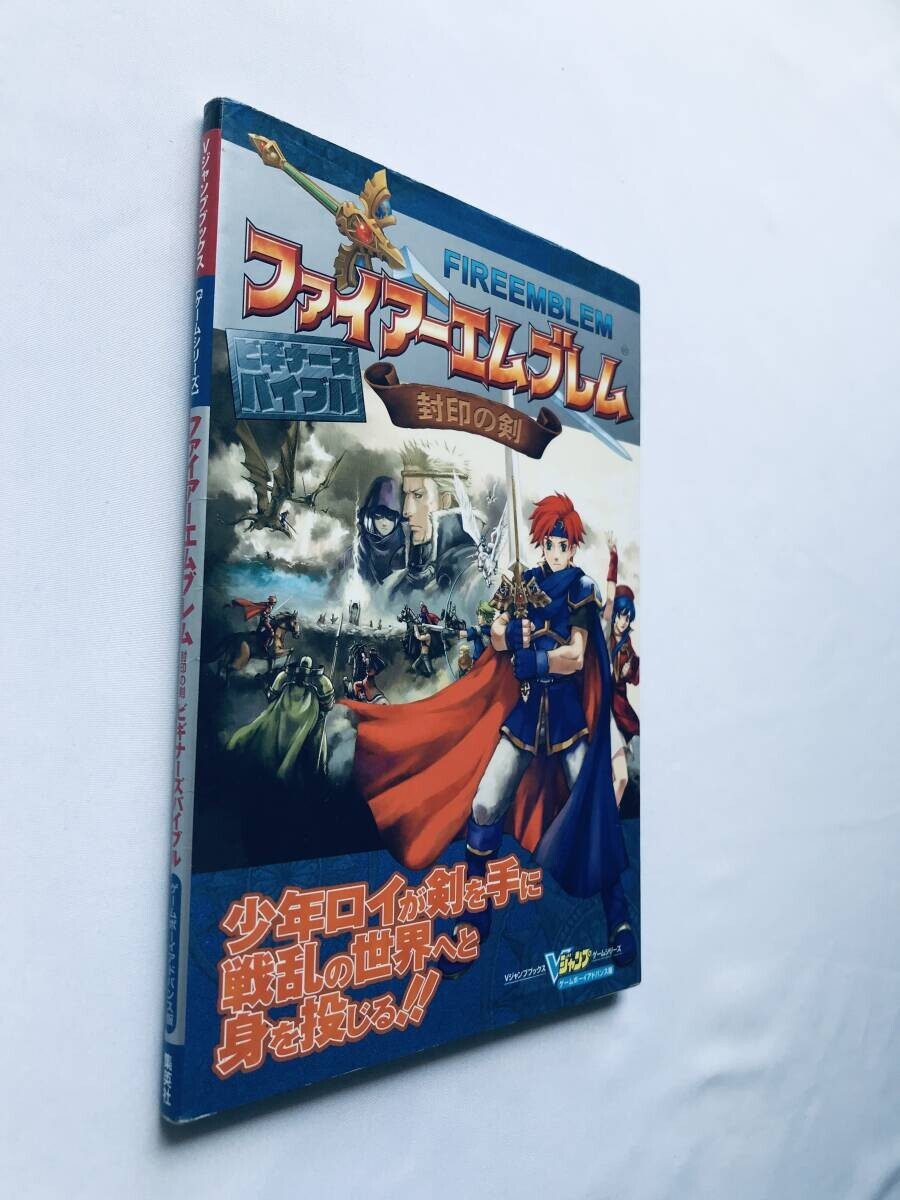 FIREEMBLEM
ファイアーエムブレム
ビギナーズ
バイブル
封印の剣
少年ロイが剣を手に
戦乱の世界へと
身を投じる!!
Vジャンプブックス Vジャンプ ゲームシリーズ
ゲームボーイアドバンス版
Vジャンプブックス [ゲームシリーズ] ファイアーエムブレム 封印の剣 ビギナーズバイブル ゲームボーイアドバンス版 集英社